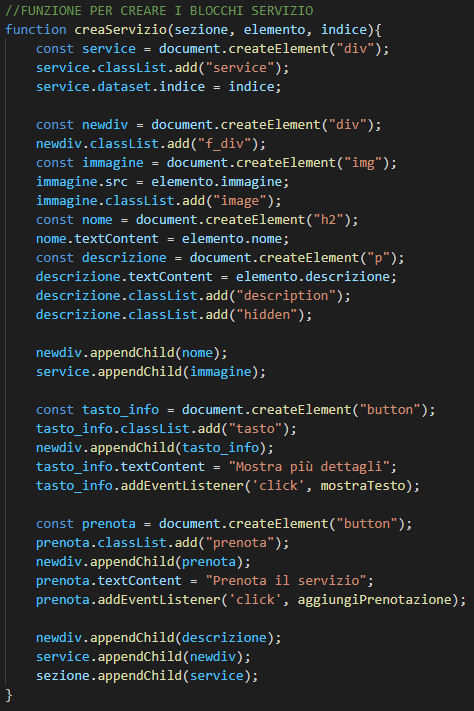 //FUNZIONE PER CREARE I BLOCCHI SERVIZIO
function creaServizio(sezione, elemento, indice){
    const service = document.createElement("div");
    service.classList.add("service");
    service.dataset.indice = indice;

    const newdiv = document.createElement("div");
    newdiv.classList.add("f_div");
    const immagine = document.createElement("img");
    immagine.src = elemento.immagine;
    immagine.classList.add("image");
    const nome = document.createElement("h2");
    nome.textContent = elemento.nome;
    const descrizione = document.createElement("p");
    descrizione.textContent = elemento.descrizione;
    descrizione.classList.add("description");
    descrizione.classList.add("hidden");

    newdiv.appendChild(nome);
    service.appendChild(immagine);

    const tasto_info = document.createElement("button");
    tasto_info.classList.add("tasto");
    newdiv.appendChild(tasto_info);
    tasto_info.textContent = "Mostra più dettagli";
    tasto_info.addEventListener('click', mostraTesto);

    const prenota = document.createElement("button");
    prenota.classList.add("prenota");
    newdiv.appendChild(prenota);
    prenota.textContent = "Prenota il servizio";
    prenota.addEventListener('click', aggiungiPrenotazione);

    newdiv.appendChild(descrizione);
    service.appendChild(newdiv);
    sezione.appendChild(service);
}